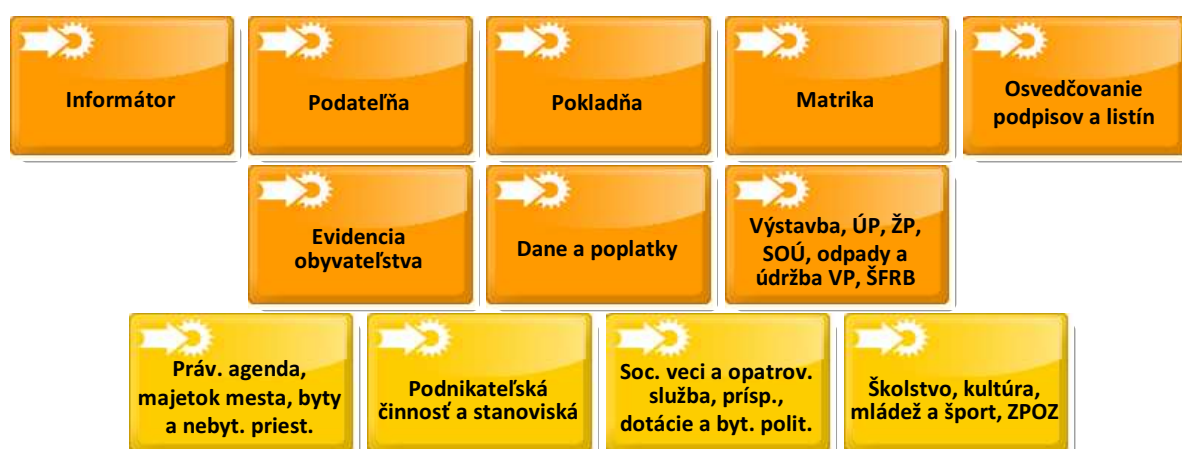 Informátor
Podateľňa
Pokladňa
Matrika
Osvedčovanie
podpisov a listín
Evidencia
obyvateľstva
Dane a poplatky
Výstavba, ÚP, ŽP,
SOÚ, odpady a
údržba VP, ŠFRB
Práv. agenda,
majetok mesta, byty
a nebyt. priest.
Podnikateľská
činnosť a stanoviská
Soc. veci a opatrov.
služba, prísp.,
dotácie a byt. polit.
Školstvo, kultúra,
mládež a šport, ZPOZ